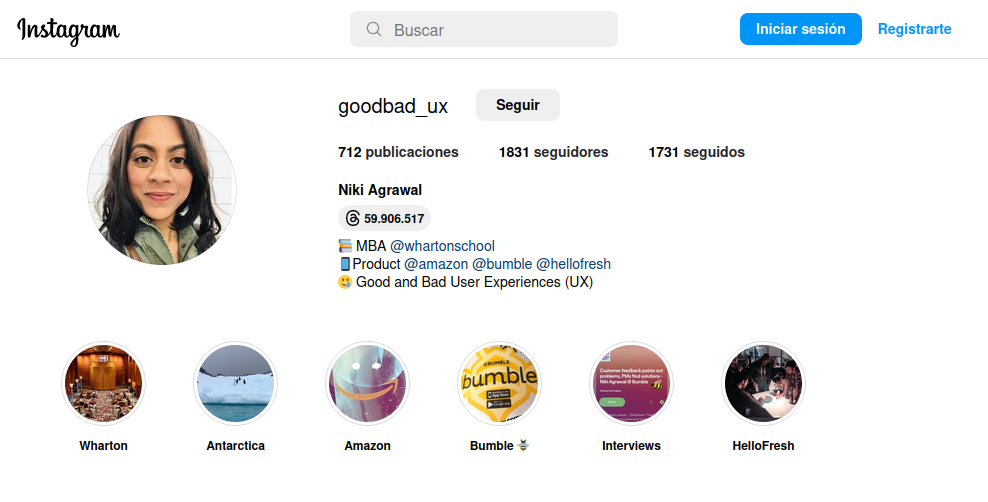 Instagram
Buscar
Iniciar sesión
Registrarte
goodbad_ux
Seguir
712 publicaciones
1831 seguidores
1731 seguidos
Niki Agrawal
59.906.517
📚 MBA @whartonschool
📱Product @amazon @bumble @hellofresh
🥲 Good and Bad User Experiences (UX)
@BUMBLE
bumble
Customer feedback points out
problems, PMs find solutions -
Niki Agrawal @ Bumble
Wharton
Antarctica
Amazon
Bumble 🐝
Interviews
HelloFresh